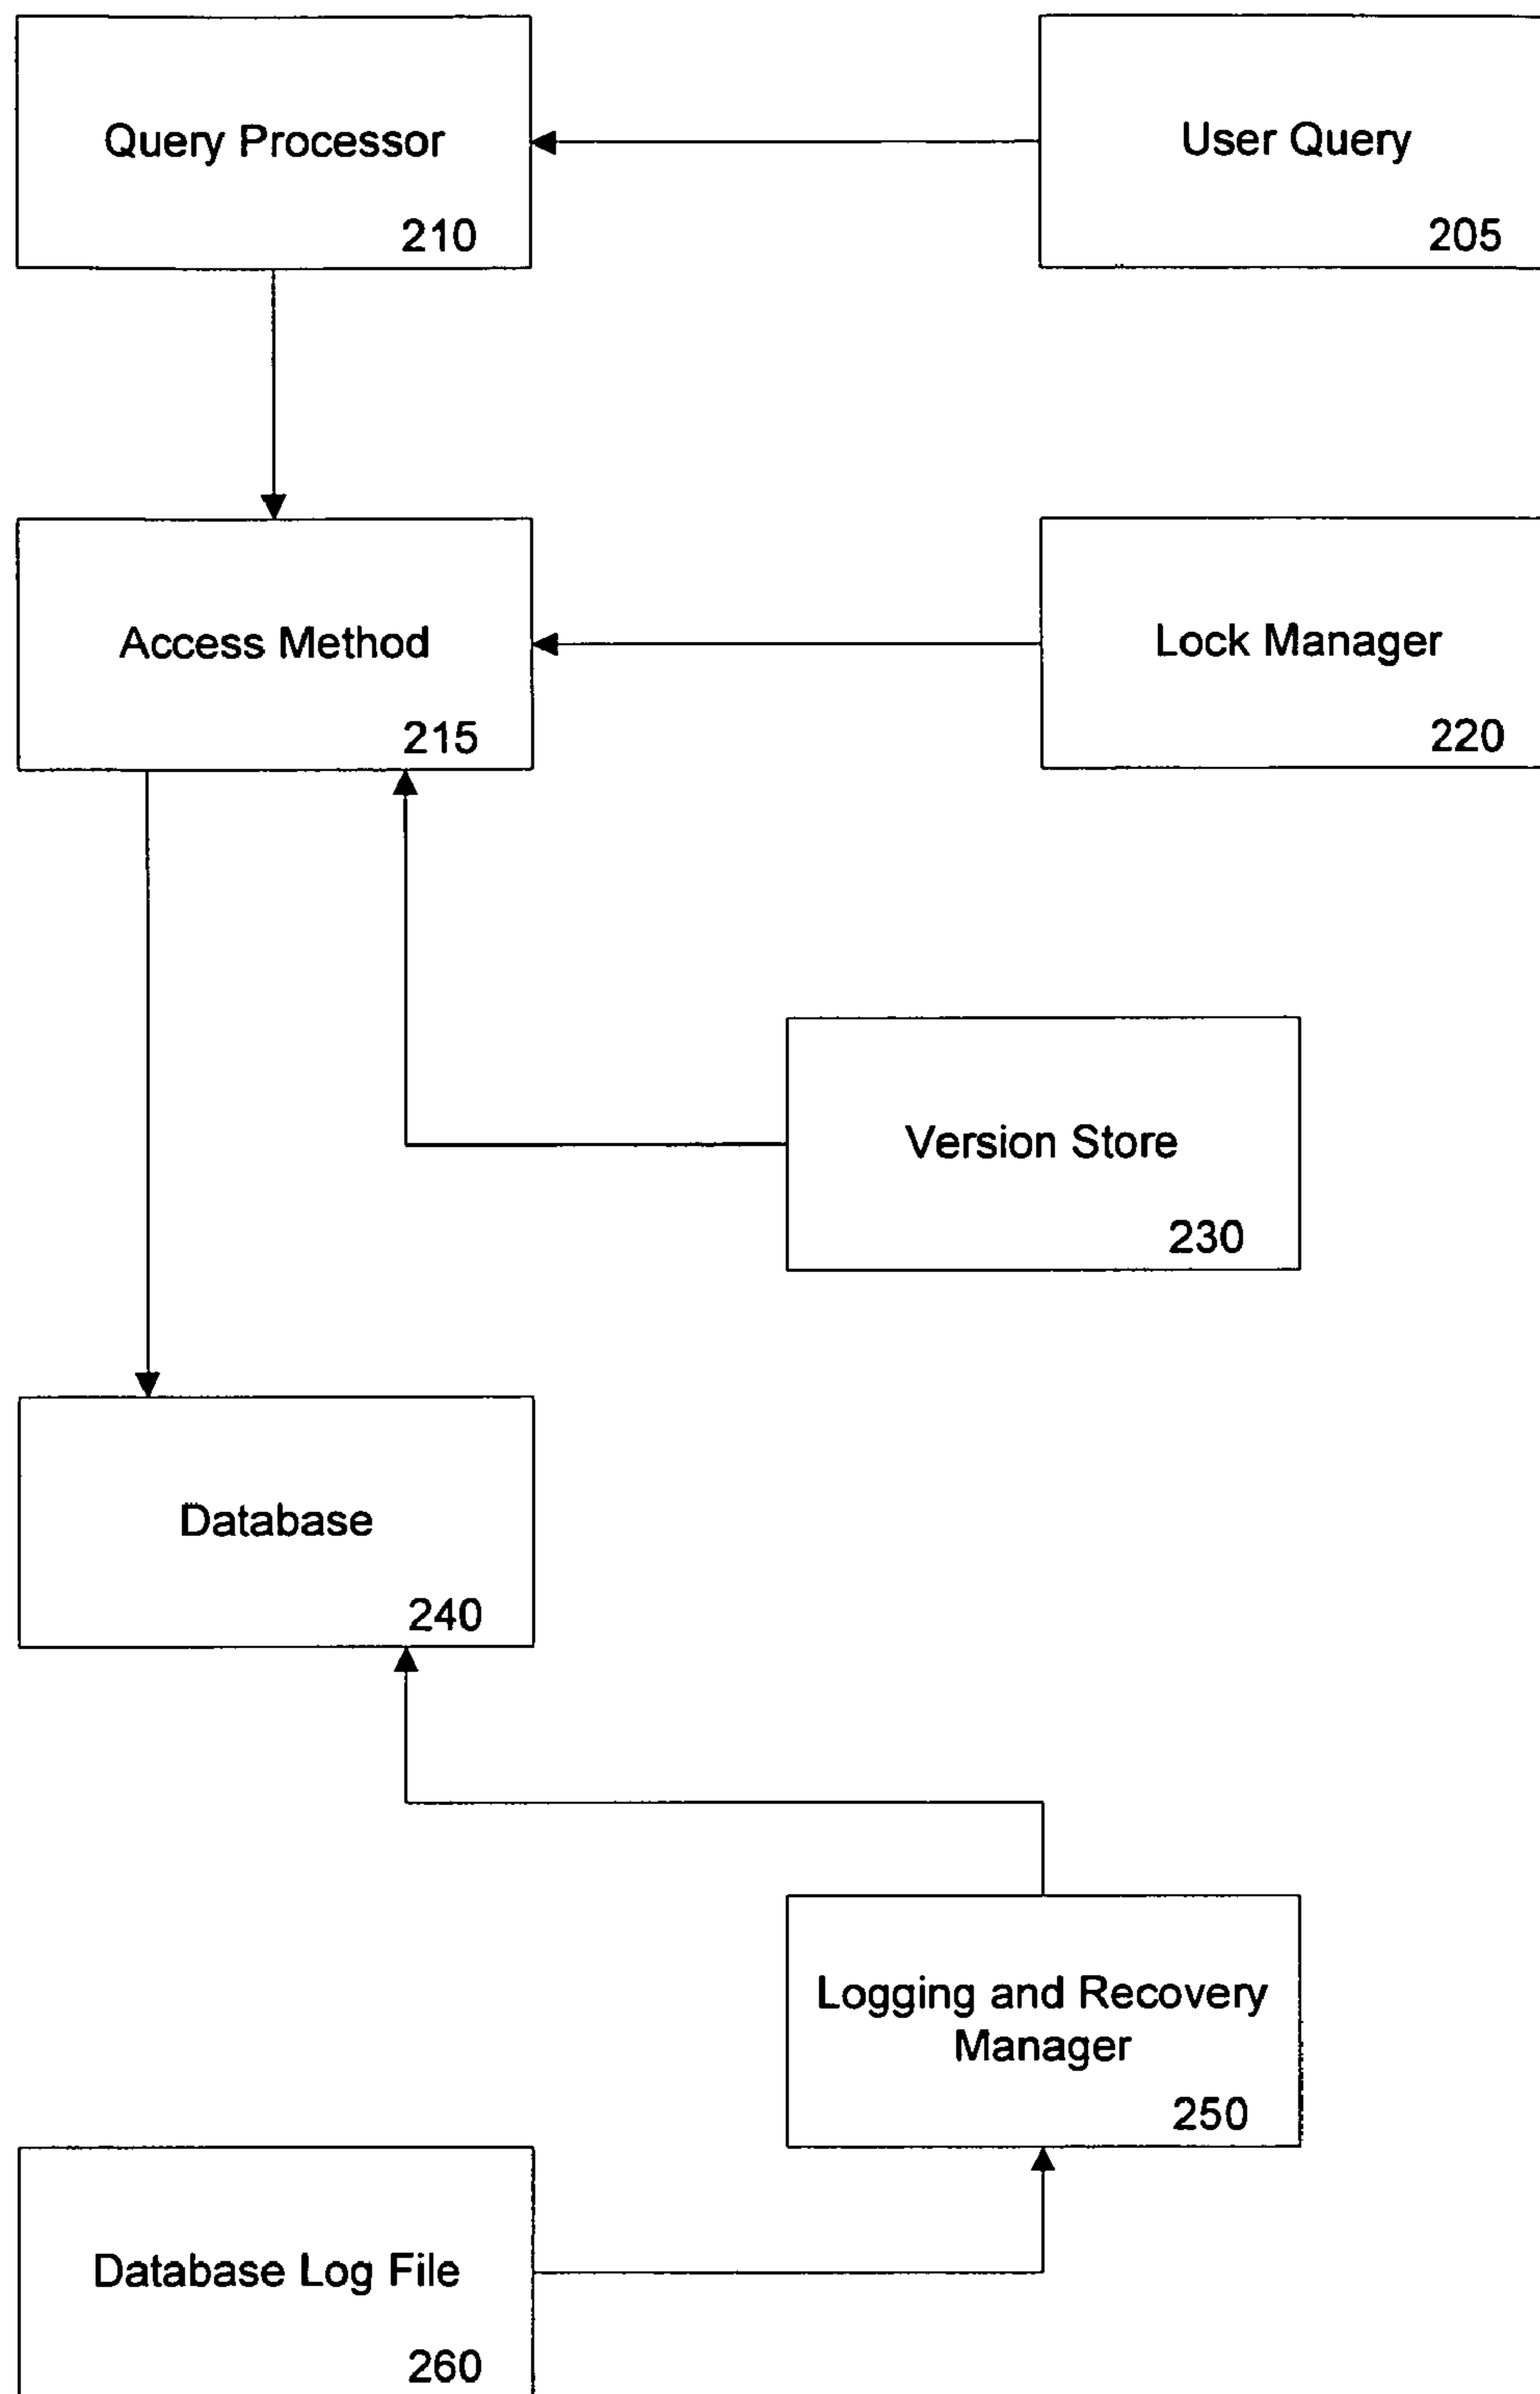 Query Processor
210
User Query
205
Access Method
215
Lock Manager
220
Version Store
230
Database
240
Logging and Recovery
Manager
250
Database Log File
260